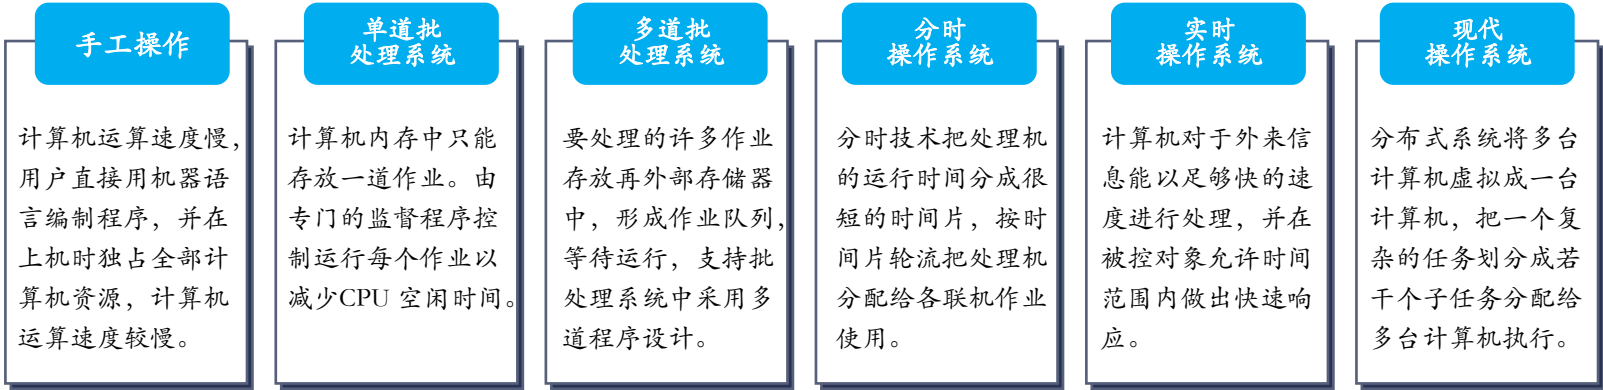 手工操作
计算机运算速度慢，
用户直接用机器语
言编制程序，并在
上机时独占全部计
算机资源，计算机
运算速度较慢。
单道批
处理系统
计算机内存中只能
存放一道作业。由
专门的监督程序控
制运行每个作业以
减少CPU 空闲时间。
多道批
处理系统
要处理的许多作业
存放再外部存储器
中，形成作业队列，
等待运行，支持批
处理系统中采用多
道程序设计。
分时
操作系统
分时技术把处理机
的运行时间分成很
短的时间片，按时
间片轮流把处理机
分配给各联机作业
使用。
实时
操作系统
计算机对于外来信
息能以足够快的速
度进行处理，并在
被控对象允许时间
范围内做出快速响
应。
现代
操作系统
分布式系统将多台
计算机虚拟成一台
计算机，把一个复
杂的任务划分成若
干个子任务分配给
多台计算机执行。